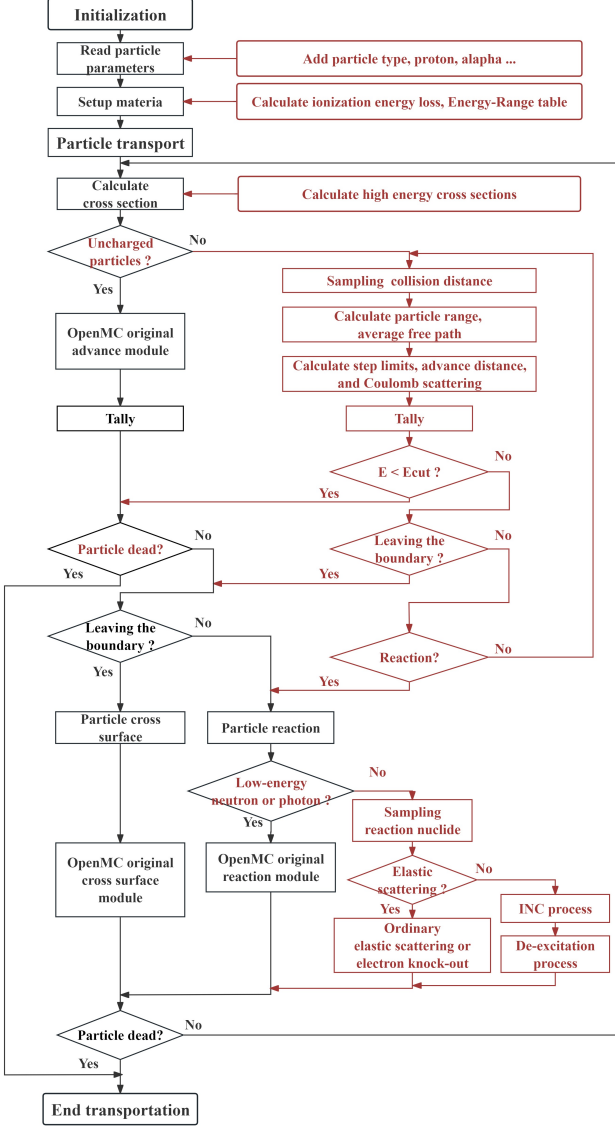 Initialization
Read particle
parameters
Add particle type, proton, alapha ...
Setup materia
Calculate ionization energy loss, Energy-Range table
Particle transport
Calculate
cross section
Calculate high energy cross sections
Uncharged
particles ?
No
Yes
Sampling collision distance
OpenMC original
advance module
Calculate particle range,
average free path
Calculate step limits, advance distance,
and Coulomb scattering
Tally
Tally
E < Ecut ?
No
Yes
Particle dead?
No
Yes
Leaving the
boundary ?
No
Yes
Leaving the
boundary ?
No
Yes
Reaction?
No
Yes
Particle cross
surface
Particle reaction
Low-energy
neutron or photon ?
No
Yes
Sampling
reaction nuclide
OpenMC original
cross surface
module
OpenMC original
reaction module
Elastic
scattering ?
No
Yes
INC process
Ordinary
elastic scattering or
electron knock-out
De-excitation
process
Particle dead?
No
Yes
End transportation